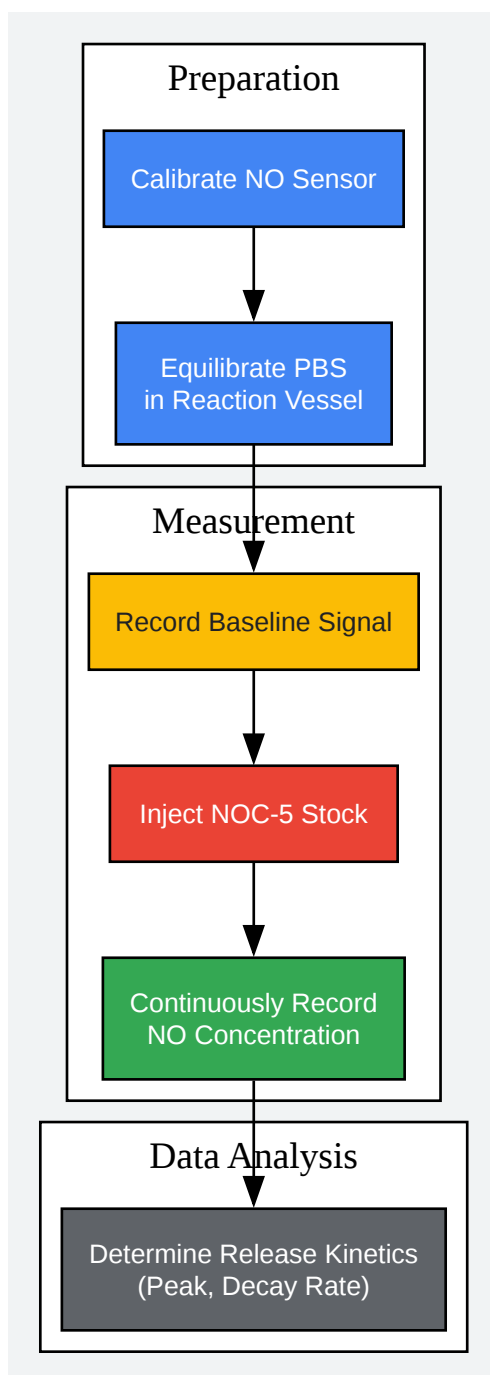 Preparation
Calibrate NO Sensor
Equilibrate PBS
in Reaction Vessel
Measurement
Record Baseline Signal
Inject NOC-5 Stock
Continuously Record
NO Concentration
Data Analysis
Determine Release Kinetics
(Peak, Decay Rate)